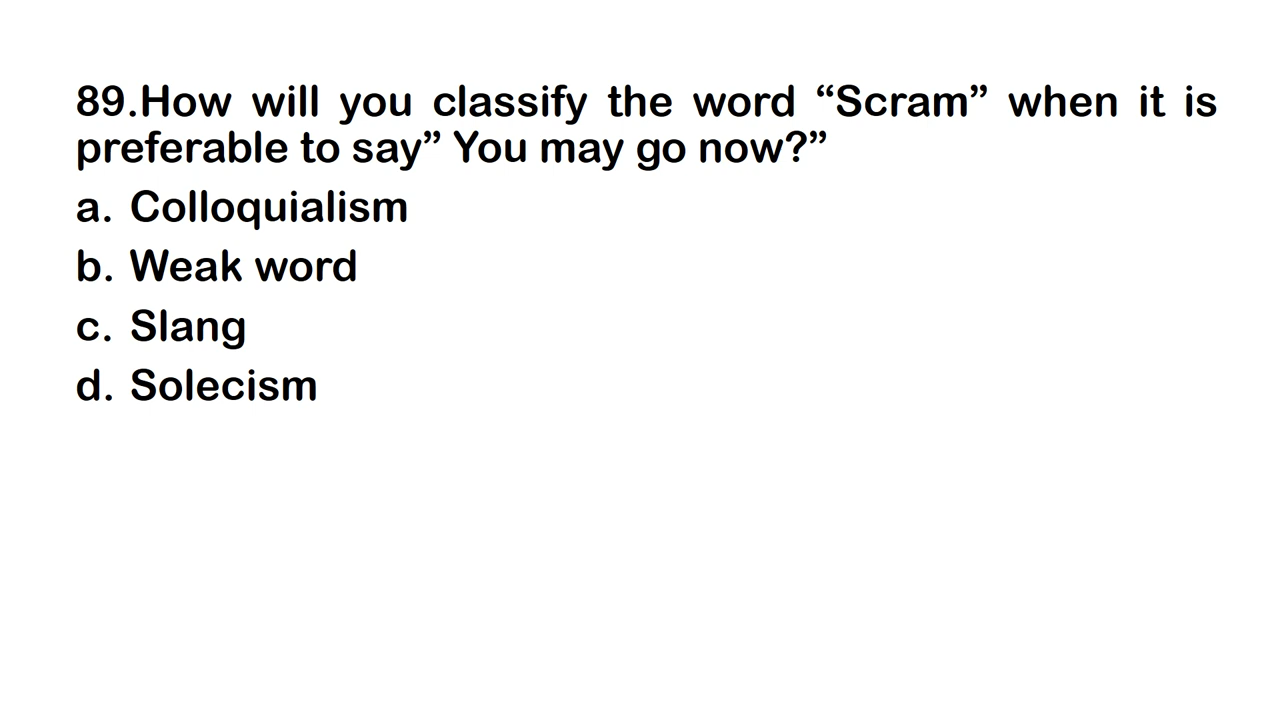 89.How will you classify the word “Scram” when it is
preferable to say” You may go now?”
a. Colloquialism
b. Weak word
c. Slang
d. Solecism